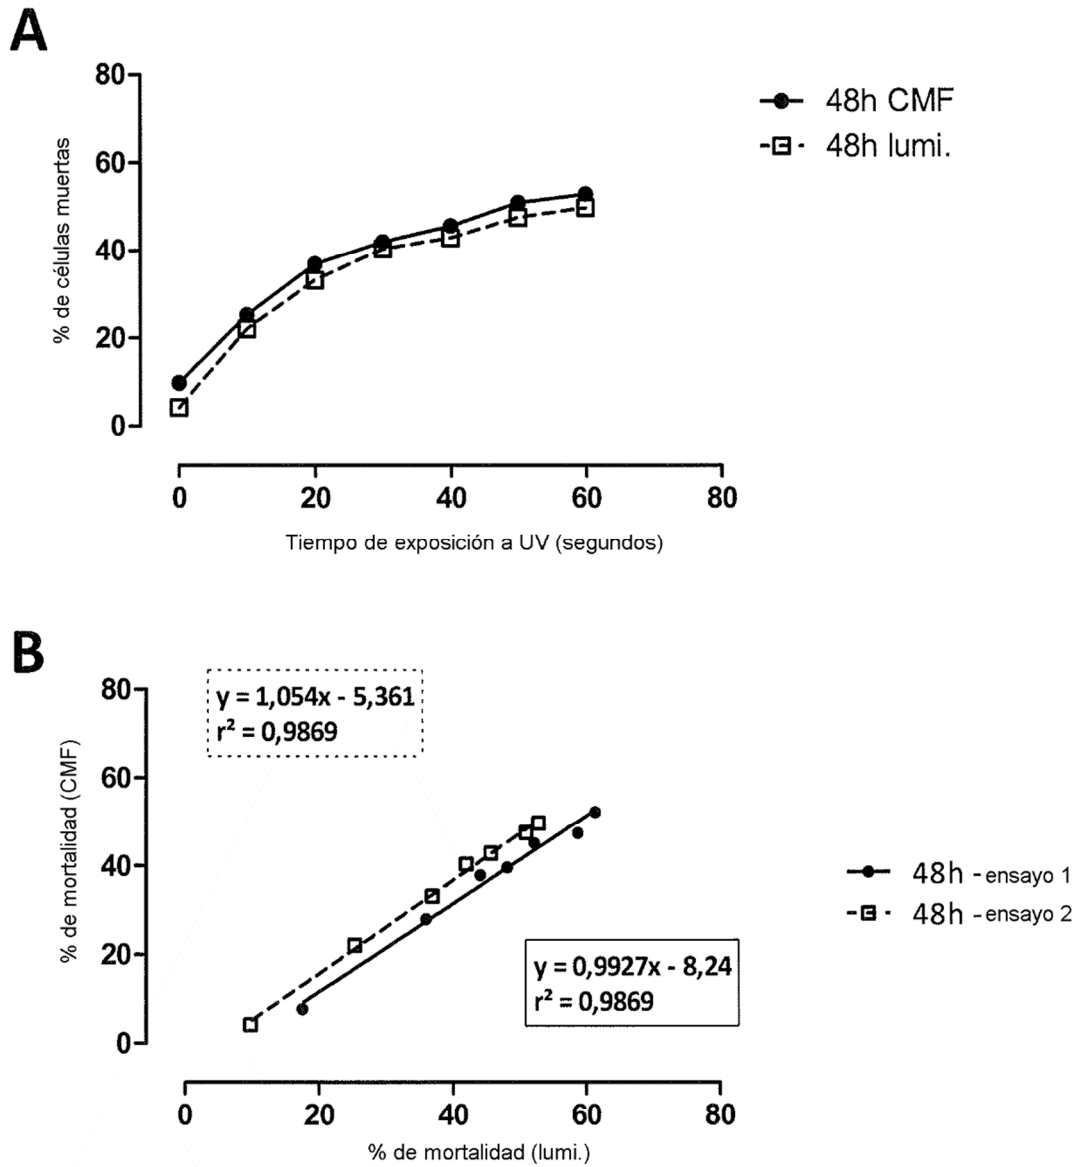 A
80
60
40
20
0
% de células muertas
48h CMF
48h lumi.
0 20 40 60 80
Tiempo de exposición a UV (segundos)
B
80
60
40
20
0
% de mortalidad (CMF)
y = 1,054x - 5,361
r² = 0,9869
48h - ensayo 1
48h - ensayo 2
y = 0,9927x - 8,24
r² = 0,9869
0 20 40 60 80
% de mortalidad (lumi.)